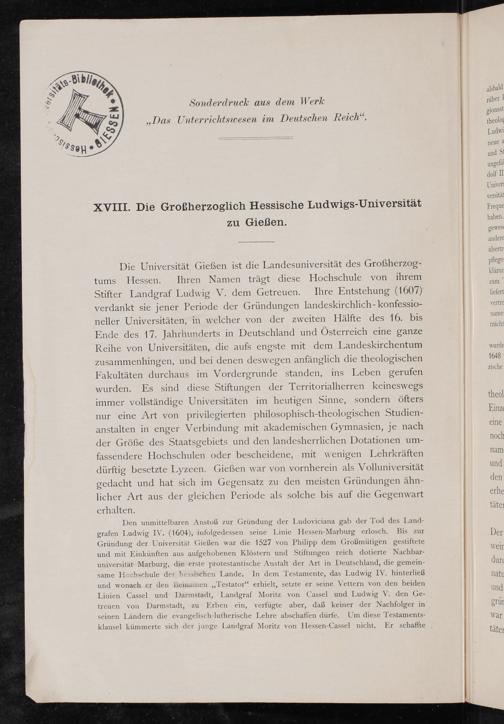 Universitäts-Bibliothek
GIESSEN
Hessische
Sonderdruck aus dem Werk
„Das Unterrichtswesen im Deutschen Reich“.
XVIII. Die Großherzoglich Hessische Ludwigs-Universität
zu Gießen.
Die Universität Gießen ist die Landesuniversität des Großherzog-
tums Hessen. Ihren Namen trägt diese Hochschule von ihrem
Stifter Landgraf Ludwig V. dem Getreuen. Ihre Entstehung (1607)
verdankt sie jener Periode der Gründungen landeskirchlich-konfessio-
neller Universitäten, in welcher von der zweiten Hälfte des 16. bis
Ende des 17. Jahrhunderts in Deutschland und Österreich eine ganze
Reihe von Universitäten, die aufs engste mit dem Landeskirchentum
zusammenhingen, und bei denen deswegen anfänglich die theologischen
Fakultäten durchaus im Vordergrunde standen, ins Leben gerufen
wurden. Es sind diese Stiftungen der Territorialherren keineswegs
immer vollständige Universitäten im heutigen Sinne, sondern öfters
nur eine Art von privilegierten philosophisch-theologischen Studien-
anstalten in enger Verbindung mit akademischen Gymnasien, je nach
der Größe des Staatsgebiets und den landesherrlichen Dotationen um-
fassendere Hochschulen oder bescheidene, mit wenigen Lehrkräften
dürftig besetzte Lyzeen. Gießen war von vornherein als Volluniversität
gedacht und hat sich im Gegensatz zu den meisten Gründungen ähn-
licher Art aus der gleichen Periode als solche bis auf die Gegenwart
erhalten.
Den unmittelbaren Anstoß zur Gründung der Ludoviciana gab der Tod des Land-
grafen Ludwig IV. (1604), infolgedessen seine Linie Hessen-Marburg erlosch. Bis zur
Gründung der Universität Gießen war die 1527 von Philipp dem Großmütigen gestiftete
und mit Einkünften aus aufgehobenen Klöstern und Stiftungen reich dotierte Nachbar-
universität Marburg, die erste protestantische Anstalt der Art in Deutschland, die gemein-
same Hochschule der hessischen Lande. In dem Testamente, das Ludwig IV. hinterließ
und wonach er den Beinamen „Testator“ erhielt, setzte er seine Vettern von den beiden
Linien Cassel und Darmstadt, Landgraf Moritz von Cassel und Ludwig V. den Ge-
treuen von Darmstadt, zu Erben ein, verfügte aber, daß keiner der Nachfolger in
seinen Ländern die evangelisch-lutherische Lehre abschaffen dürfe. Um diese Testaments-
klausel kümmerte sich der junge Landgraf Moritz von Hessen-Cassel nicht. Er schaffte